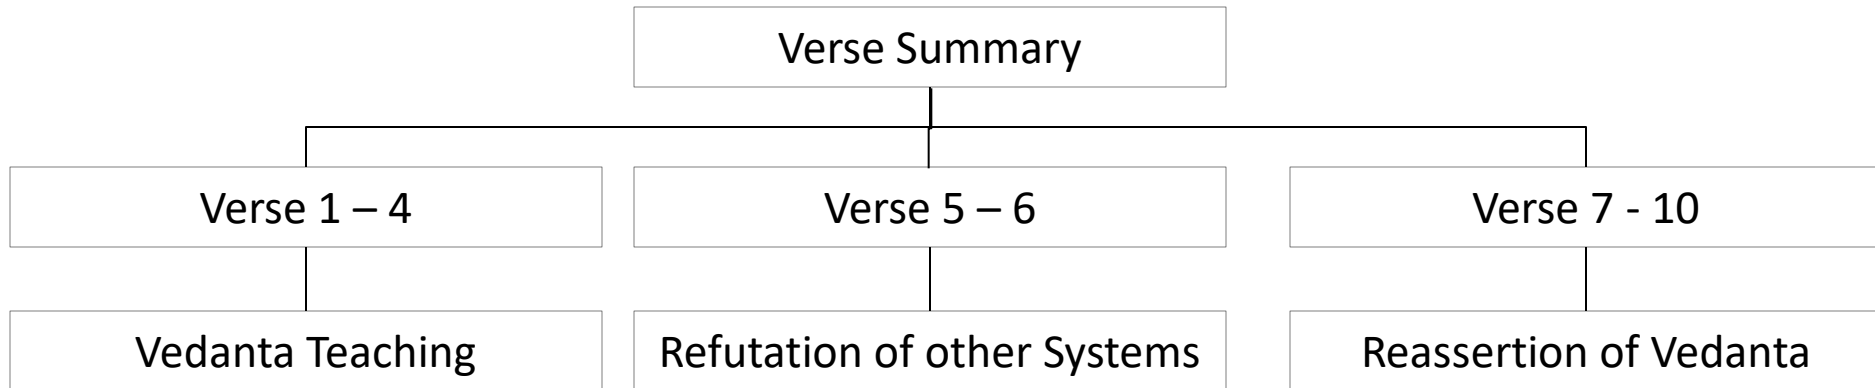 Verse Summary
Verse 1 – 4
Verse 5 – 6
Verse 7 - 10
Vedanta Teaching
Refutation of other Systems
Reassertion of Vedanta